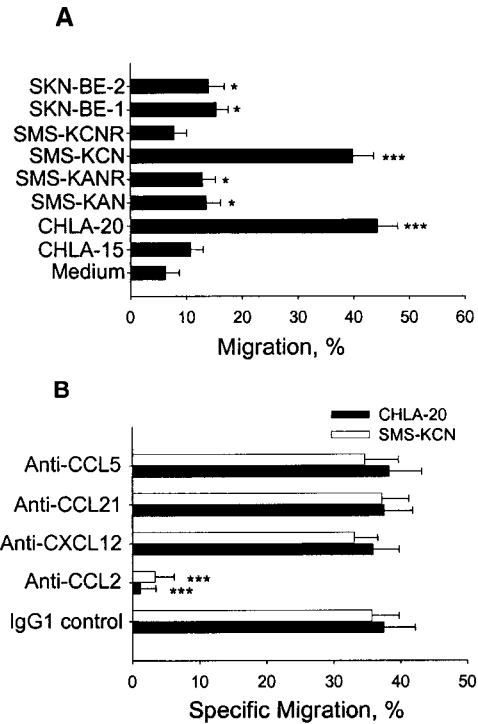 A
SKN-BE-2
*
SKN-BE-1
*
SMS-KCNR
SMS-KCN
***
SMS-KANR
*
SMS-KAN
*
CHLA-20
***
CHLA-15
Medium
0 10 20 30 40 50 60
Migration, %
B
CHLA-20
SMS-KCN
Anti-CCL5
Anti-CCL21
Anti-CXCL12
Anti-CCL2
***
***
IgG1 control
0 10 20 30 40 50
Specific Migration, %